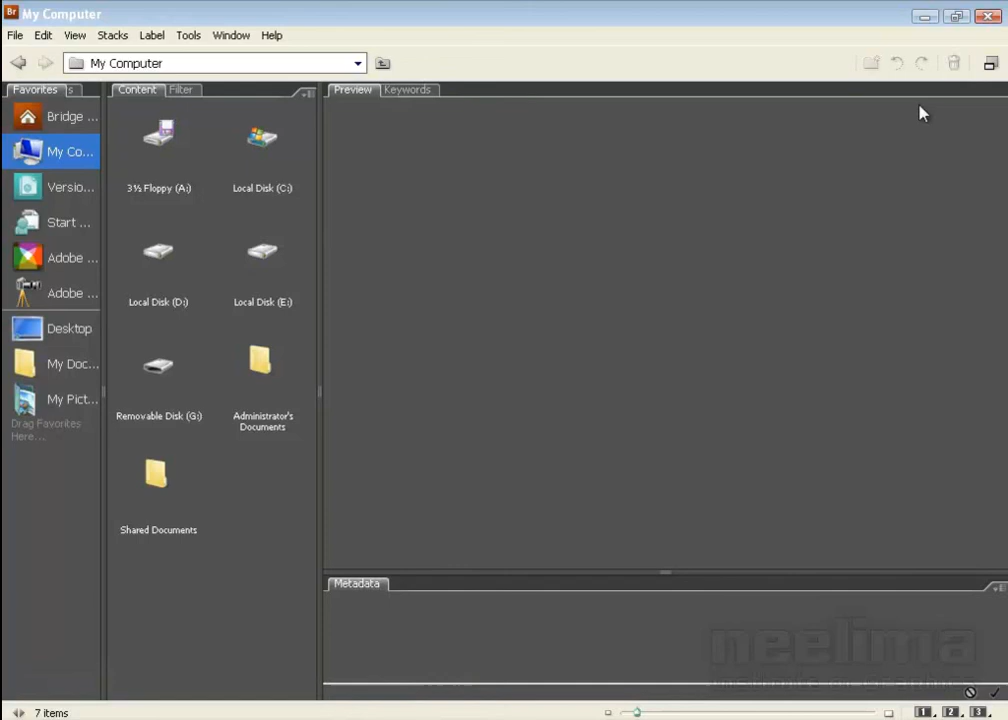 Br My Computer
File Edit View Stacks Label Tools Window Help
My Computer
Favorites s
Content Filter
Preview Keywords
Bridge ...
My Co...
Versio...
Start ...
Adobe ...
Adobe ...
Desktop
My Doc...
My Pict...
Drag Favorites
Here...
3½ Floppy (A:)
Local Disk (C:)
Local Disk (D:)
Local Disk (E:)
Removable Disk (G:)
Administrator's
Documents
Shared Documents
Metadata
neelima
7 items
1 2 3